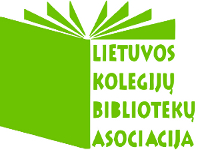 LIETUVOS
KOLEGIJŲ
BIBLIOTEKŲ
ASOCIACIJA